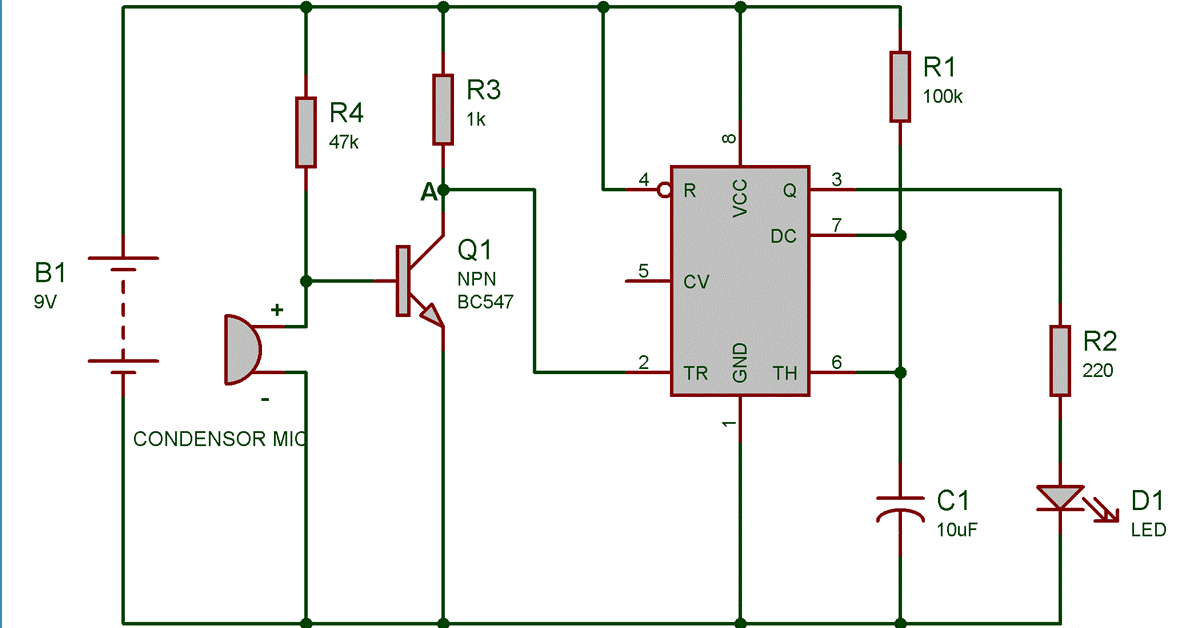 B1
9V
R4
47k
+
-
CONDENSOR MIC
R3
1k
A
Q1
NPN
BC547
4
R
5
CV
2
TR
8
VCC
GND
1
Q
3
DC
7
TH
6
R1
100k
C1
10uF
R2
220
D1
LED